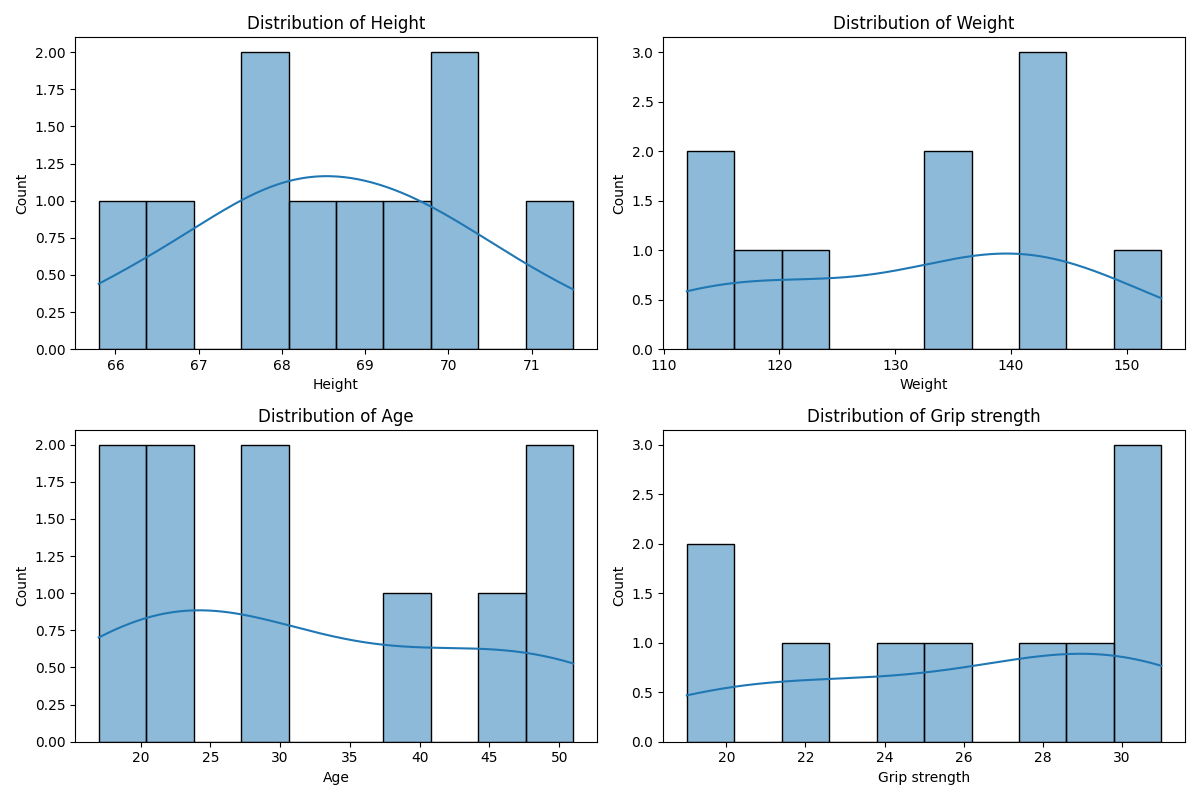 Distribution of Height
Count
2.00
1.75
1.50
1.25
1.00
0.75
0.50
0.25
0.00
66 67 68 69 70 71
Height
Distribution of Weight
Count
3.0
2.5
2.0
1.5
1.0
0.5
0.0
110 120 130 140 150
Weight
Distribution of Age
Count
2.00
1.75
1.50
1.25
1.00
0.75
0.50
0.25
0.00
20 25 30 35 40 45 50
Age
Distribution of Grip strength
Count
3.0
2.5
2.0
1.5
1.0
0.5
0.0
20 22 24 26 28 30
Grip strength